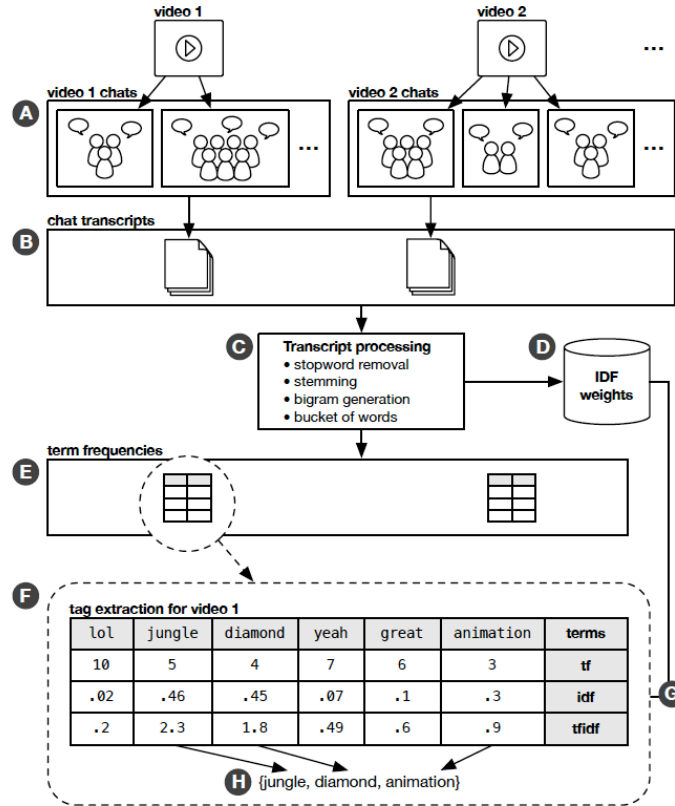 video 1
video 2
...
video 1 chats
video 2 chats
A
...
...
chat transcripts
B
C
Transcript processing
• stopword removal
• stemming
• bigram generation
• bucket of words
D
IDF
weights
term frequencies
E
F
tag extraction for video 1
lol jungle diamond yeah great animation terms
10 5 4 7 6 3 tf
.02 .46 .45 .07 .1 .3 idf
.2 2.3 1.8 .49 .6 .9 tfidf
G
H {jungle, diamond, animation}